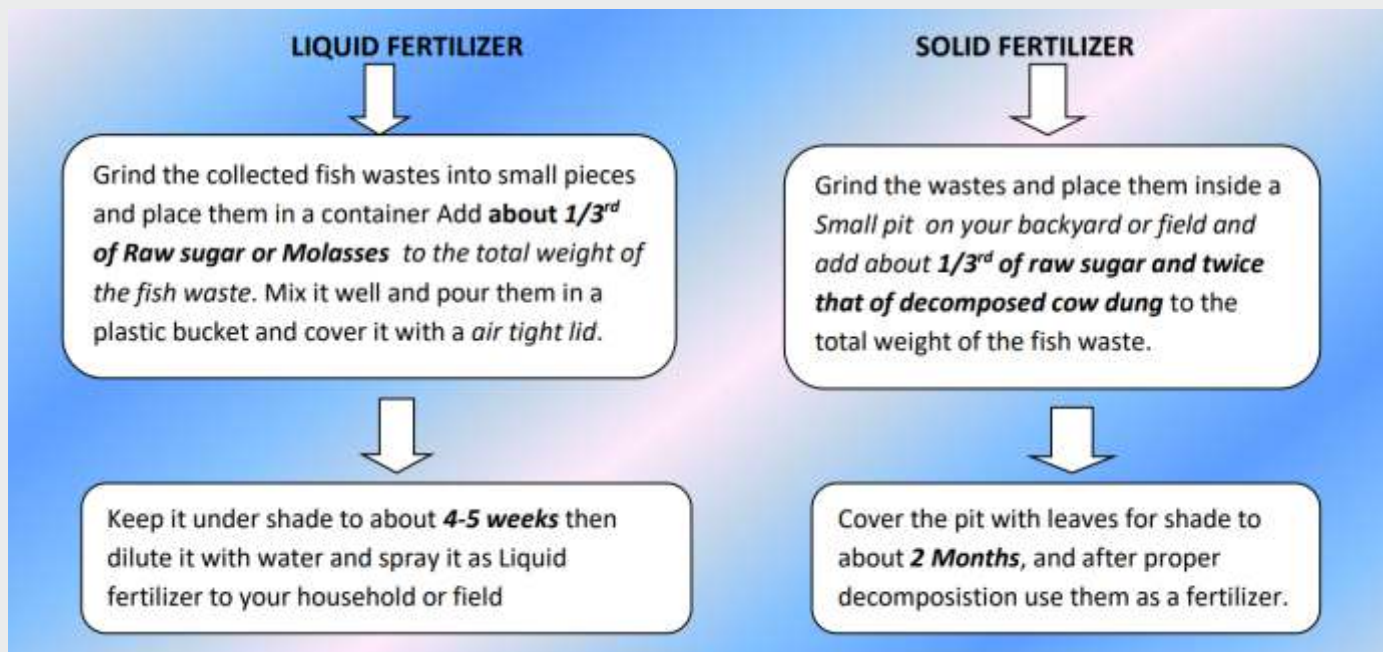 LIQUID FERTILIZER
Grind the collected fish wastes into small pieces
and place them in a container Add about 1/3rd
of Raw sugar or Molasses to the total weight of
the fish waste. Mix it well and pour them in a
plastic bucket and cover it with a air tight lid.
Keep it under shade to about 4-5 weeks then
dilute it with water and spray it as Liquid
fertilizer to your household or field
SOLID FERTILIZER
Grind the wastes and place them inside a
Small pit on your backyard or field and
add about 1/3rd of raw sugar and twice
that of decomposed cow dung to the
total weight of the fish waste.
Cover the pit with leaves for shade to
about 2 Months, and after proper
decomposistion use them as a fertilizer.